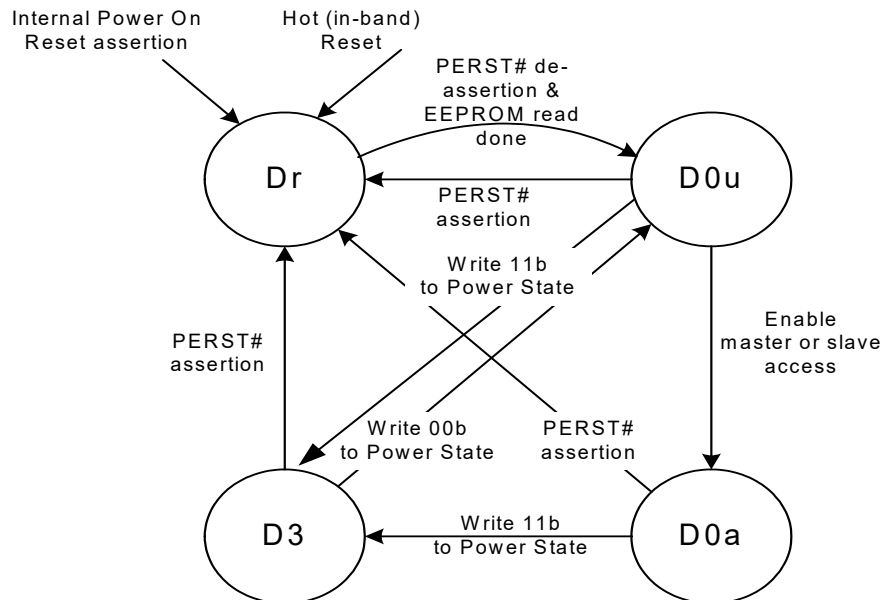 Internal Power On
Reset assertion
Hot (in-band)
Reset
PERST# de-
assertion &
EEPROM read
done
Dr
D0u
PERST#
assertion
Write 11b
to Power State
Enable
master or slave
access
PERST#
assertion
Write 00b
to Power State
PERST#
assertion
D3
Write 11b
to Power State
D0a